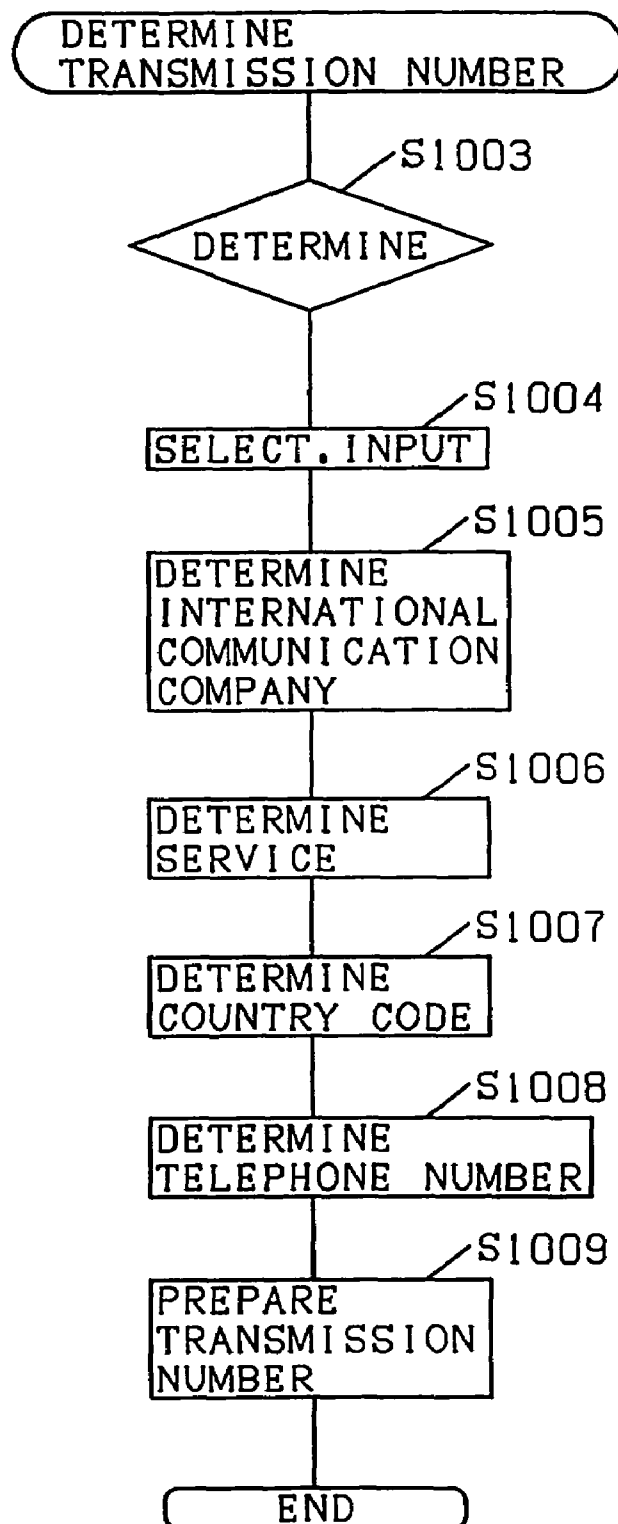 DETERMINE
TRANSMISSION NUMBER
S1003
DETERMINE
S1004
SELECT.INPUT
S1005
DETERMINE
INTERNATIONAL
COMMUNICATION
COMPANY
S1006
DETERMINE
SERVICE
S1007
DETERMINE
COUNTRY CODE
S1008
DETERMINE
TELEPHONE NUMBER
S1009
PREPARE
TRANSMISSION
NUMBER
END